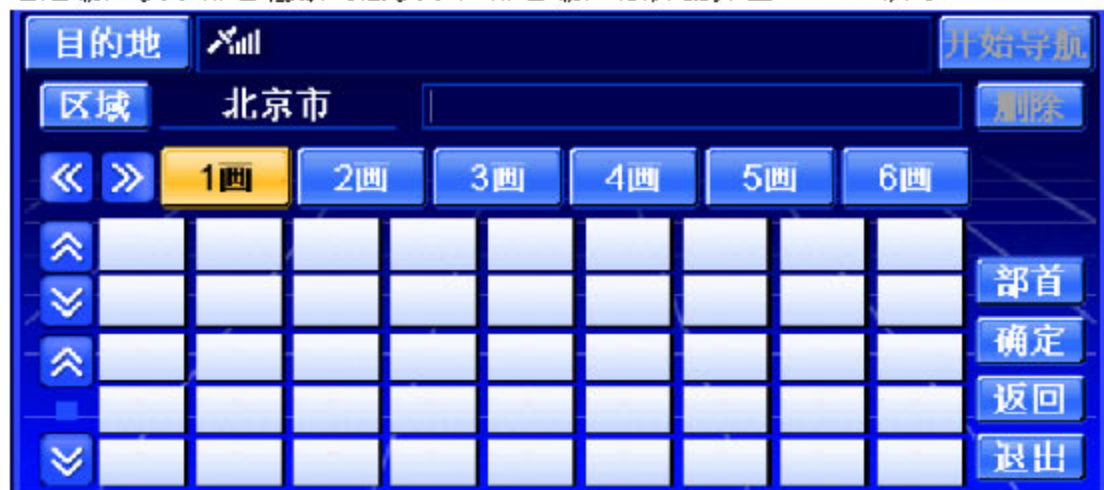 目的地 开始导航
区域 北京市 删除
1画 2画 3画 4画 5画 6画
部首
确定
返回
退出